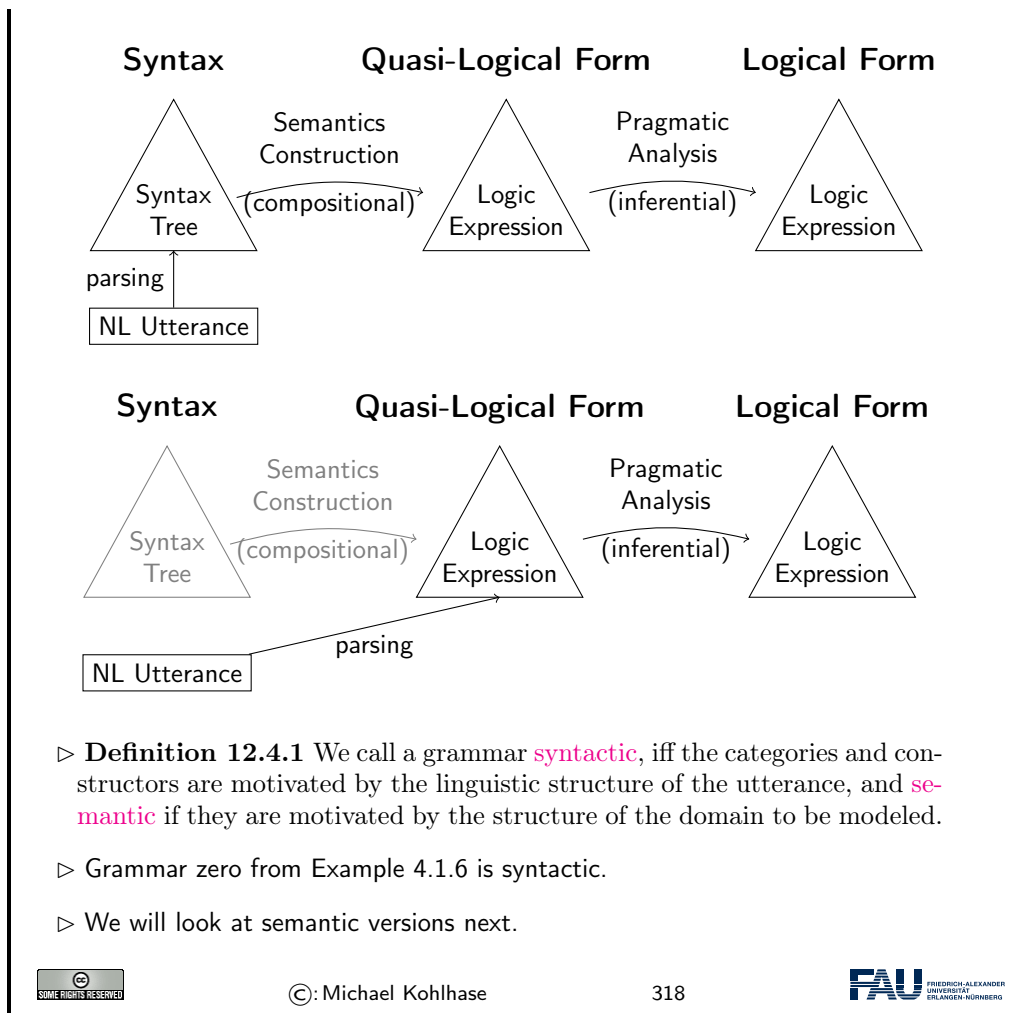 Syntax Quasi-Logical Form Logical Form
Semantics
Construction
(compositional)
Pragmatic
Analysis
(inferential)
Syntax
Tree
Logic
Expression
Logic
Expression
parsing
NL Utterance
Syntax Quasi-Logical Form Logical Form
Semantics
Construction
(compositional)
Pragmatic
Analysis
(inferential)
Syntax
Tree
Logic
Expression
Logic
Expression
parsing
NL Utterance
▷ Definition 12.4.1 We call a grammar syntactic, iff the categories and con-
structors are motivated by the linguistic structure of the utterance, and se-
mantic if they are motivated by the structure of the domain to be modeled.
▷ Grammar zero from Example 4.1.6 is syntactic.
▷ We will look at semantic versions next.
cc
SOME RIGHTS RESERVED
©: Michael Kohlhase 318
FAU
FRIEDRICH-ALEXANDER
UNIVERSITÄT
ERLANGEN-NÜRNBERG